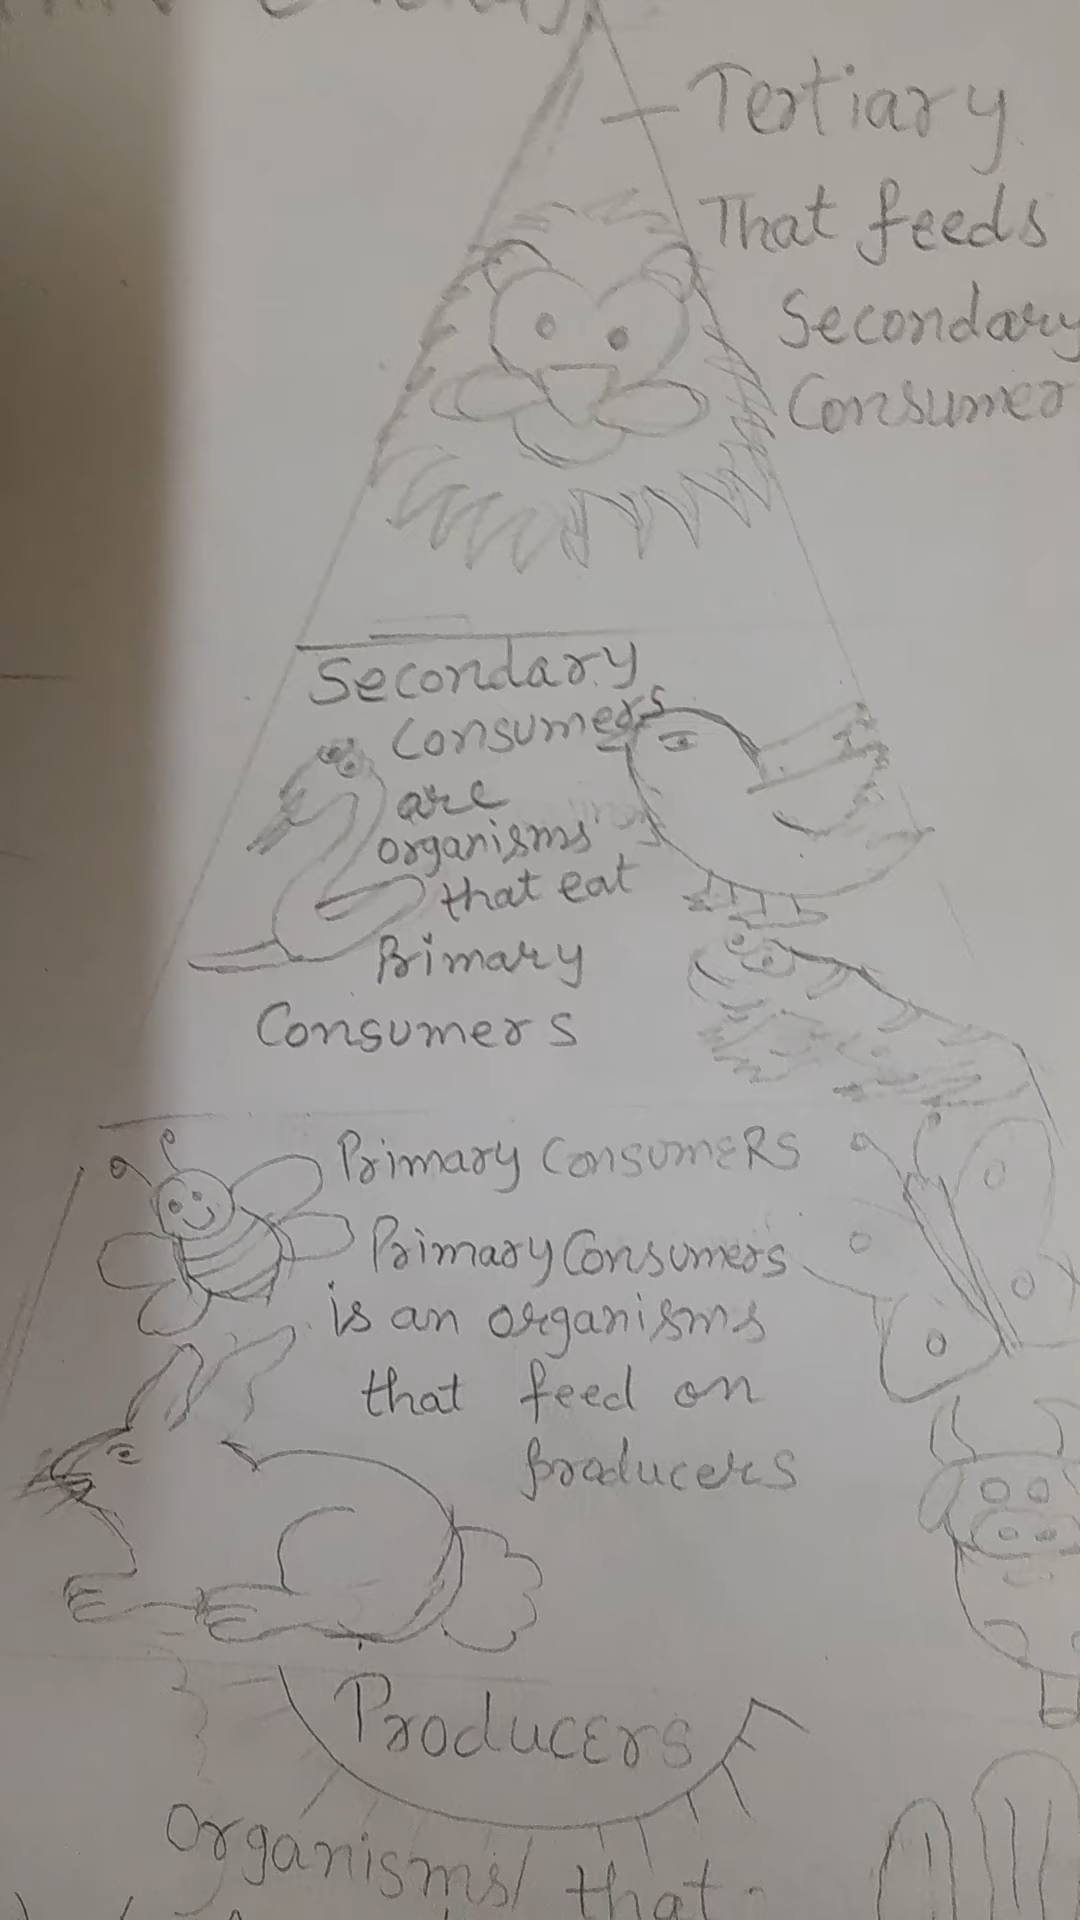 Tertiary
That feeds
Secondary
Consumer
Secondary
Consumers
are
organisms
that eat
Primary
Consumers
Primary Consumers
Primary Consumers
is an organisms
that feed on
producers
Producers
organisms that